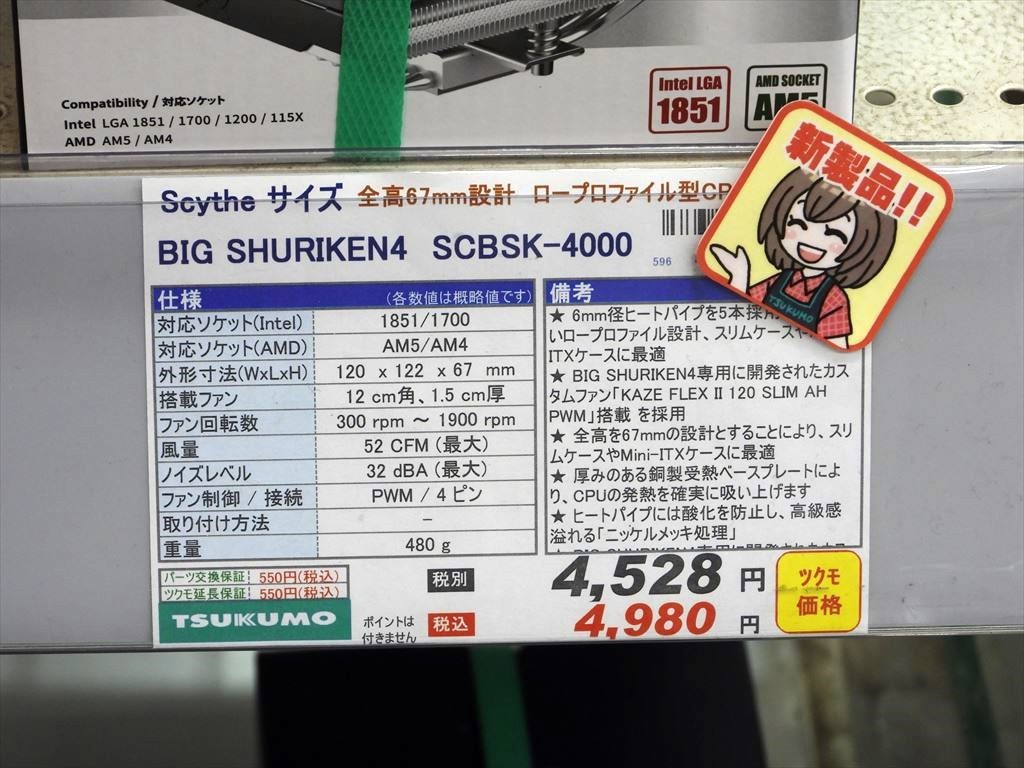 Compatibility / 対応ソケット
Intel LGA 1851 / 1700 / 1200 / 115X
AMD AM5 / AM4
Intel LGA
1851
AMD SOCKET
AM5
新製品!!
TSUKUMO
Scythe サイズ 全高67mm設計 ロープロファイル型CP
BIG SHURIKEN4 SCBSK-4000
596
仕様 (各数値は概略値です)
対応ソケット(Intel) 1851/1700
対応ソケット(AMD) AM5/AM4
外形寸法(WxLxH) 120 x 122 x 67 mm
搭載ファン 12 cm角、1.5 cm厚
ファン回転数 300 rpm ～ 1900 rpm
風量 52 CFM (最大)
ノイズレベル 32 dBA (最大)
ファン制御 / 接続 PWM / 4 ピン
取り付け方法 −
重量 480 g
備考
★ 6mm径ヒートパイプを5本採用
いロープロファイル設計、スリムケースや
ITXケースに最適
★ BIG SHURIKEN4専用に開発されたカス
タムファン「KAZE FLEX II 120 SLIM AH
PWM」搭載 を採用
★ 全高を67mmの設計とすることにより、スリ
ムケースやMini-ITXケースに最適
★ 厚みのある銅製受熱ベースプレートによ
り、CPUの発熱を確実に吸い上げます
★ ヒートパイプには酸化を防止し、高級感
溢れる「ニッケルメッキ処理」
パーツ交換保証 550円(税込)
ツクモ延長保証 550円(税込)
TSUKUMO
ポイントは
付きません
税別 4,528 円
税込 4,980 円
ツクモ
価格